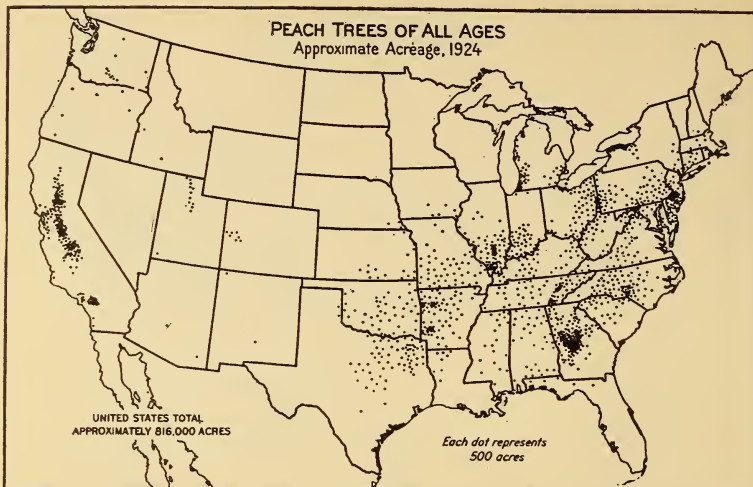 PEACH TREES OF ALL AGES
Approximate Acreage, 1924
UNITED STATES TOTAL
APPROXIMATELY 816,000 ACRES
Each dot represents
500 acres